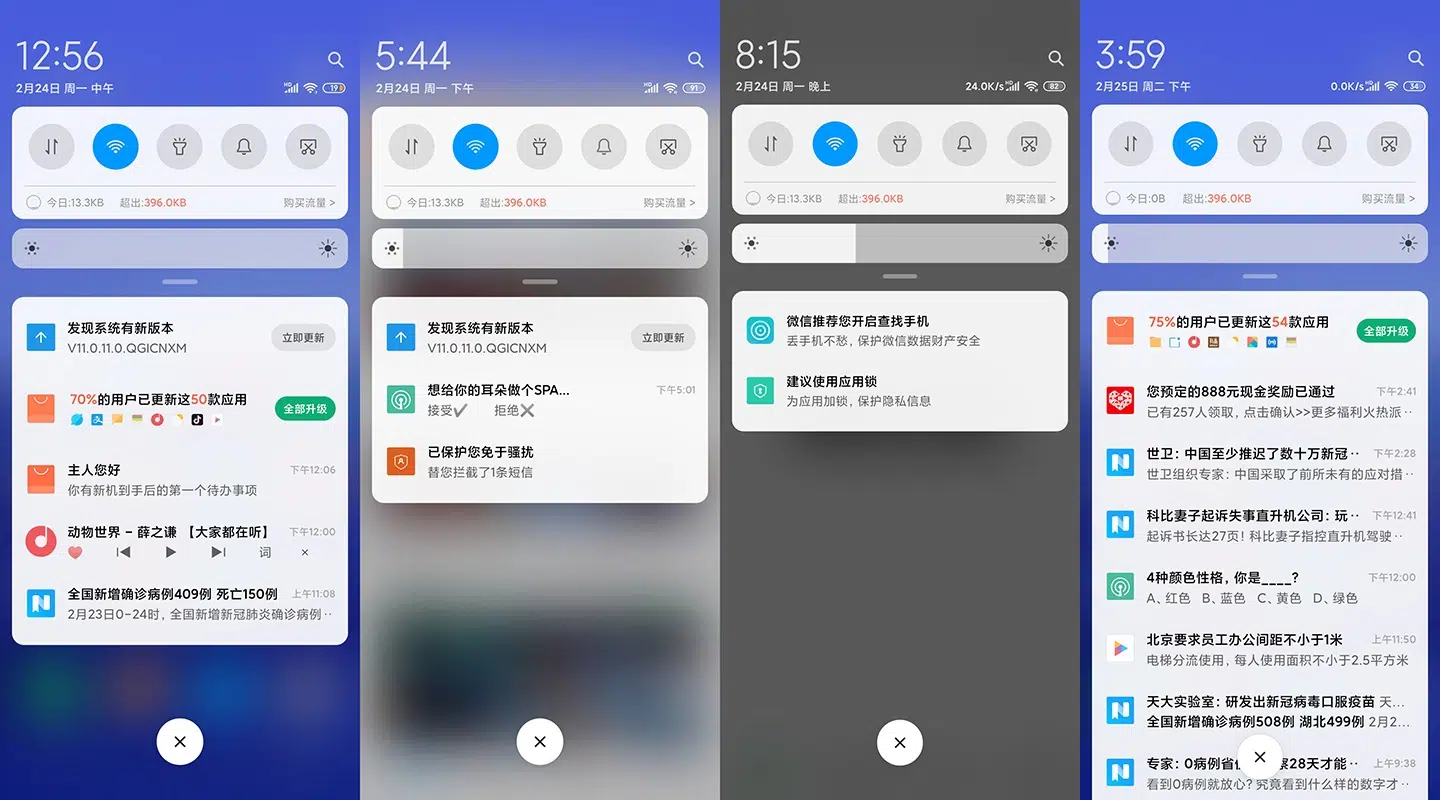 12:56
2月24日 周一 中午
HD
19
今日:13.3KB 超出:396.0KB 购买流量 >
发现系统有新版本
V11.0.11.0.QGICNXM
立即更新
70%的用户已更新这50款应用
全部升级
主人您好 下午12:06
你有新机到手后的第一个待办事项
动物世界 - 薛之谦 【大家都在听】 下午12:00
词
全国新增确诊病例409例 死亡150例 上午11:08
2月23日0-24时，全国新增新冠肺炎确诊病例··
5:44
2月24日 周一 下午
HD
91
今日:13.3KB 超出:396.0KB 购买流量 >
发现系统有新版本
V11.0.11.0.QGICNXM
立即更新
想给你的耳朵做个SPA... 下午5:01
接受✓ 拒绝✕
已保护您免于骚扰
替您拦截了1条短信
8:15
2月24日 周一 晚上
24.0K/s
HD
82
今日:13.3KB 超出:396.0KB 购买流量 >
微信推荐您开启查找手机
丢手机不愁，保护微信数据财产安全
建议使用应用锁
为应用加锁，保护隐私信息
3:59
2月25日 周二 下午
0.0K/s
HD
34
今日:0B 超出:396.0KB 购买流量 >
75%的用户已更新这54款应用
全部升级
您预定的888元现金奖励已通过 下午2:41
已有257人领取，点击确认>>更多福利火热派··
世卫：中国至少推迟了数十万新冠·· 下午2:28
世卫组织专家：中国采取了前所未有的应对措··
科比妻子起诉失事直升机公司：玩·· 下午12:41
起诉书长达27页！科比妻子指控直升机驾驶··
4种颜色性格，你是____? 下午12:00
A、红色 B、蓝色 C、黄色 D、绿色
北京要求员工办公间距不小于1米 上午11:50
电梯分流使用，每人使用面积不小于2.5平方米
天大实验室：研发出新冠病毒口服疫苗 天...
全国新增确诊病例508例 湖北499例 2月2...
专家：0病例省 察28天才能·· 上午9:38
看到0病例就放心？究竟看到什么样的数字才··